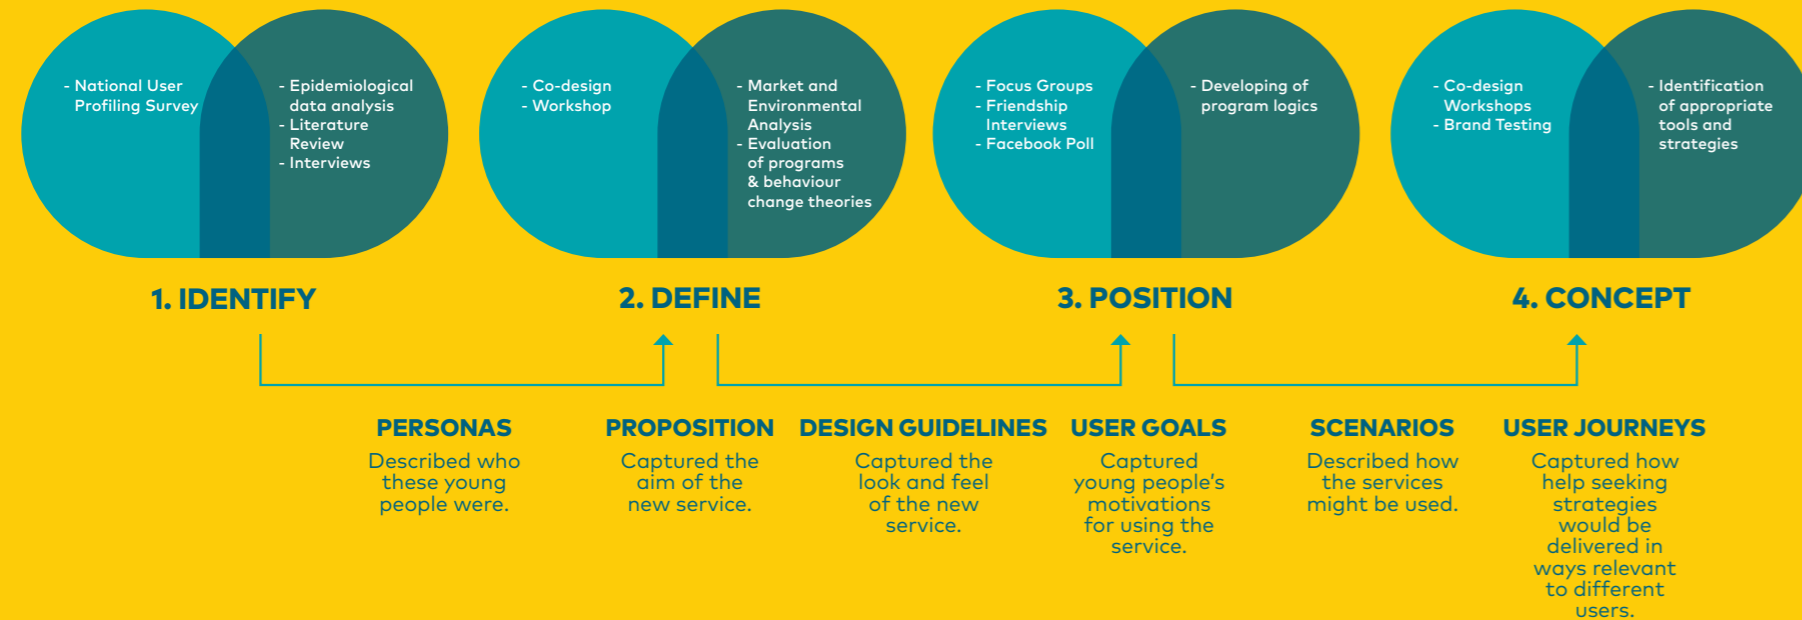 - National User
Profiling Survey
- Epidemiological
data analysis
- Literature
Review
- Interviews
1. IDENTIFY
- Co-design
- Workshop
- Market and
Environmental
Analysis
- Evaluation
of programs
& behaviour
change theories
2. DEFINE
- Focus Groups
- Friendship
Interviews
- Facebook Poll
- Developing of
program logics
3. POSITION
- Co-design
Workshops
- Brand Testing
- Identification
of appropriate
tools and
strategies
4. CONCEPT
PERSONAS
Described who
these young
people were.
PROPOSITION
Captured the
aim of the
new service.
DESIGN GUIDELINES
Captured the
look and feel
of the new
service.
USER GOALS
Captured
young people's
motivations
for using the
service.
SCENARIOS
Described how
the services
might be used.
USER JOURNEYS
Captured how
help seeking
strategies
would be
delivered in
ways relevant
to different
users.